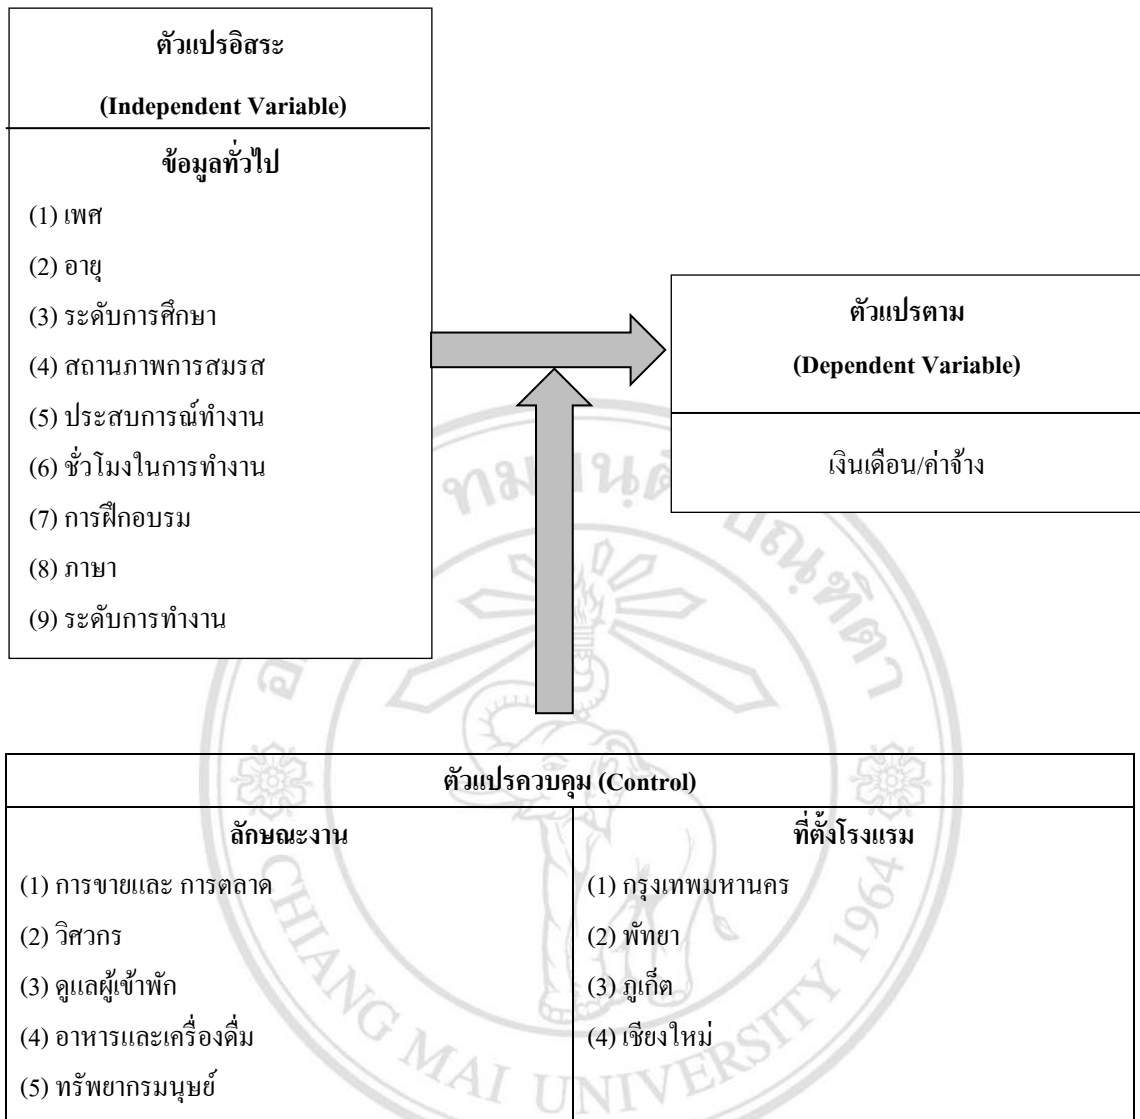 ตัวแปรอิสระ
(Independent Variable)
ข้อมูลทั่วไป
(1) เพศ
(2) อายุ
(3) ระดับการศึกษา
(4) สถานภาพการสมรส
(5) ประสบการณ์ทำงาน
(6) ชั่วโมงในการทำงาน
(7) การฝึกอบรม
(8) ภาษา
(9) ระดับการทำงาน
ตัวแปรตาม
(Dependent Variable)
เงินเดือน/ค่าจ้าง
ตัวแปรควบคุม (Control)
ลักษณะงาน
(1) การขายและ การตลาด
(2) วิศวกร
(3) ดูแลผู้เข้าพัก
(4) อาหารและเครื่องดื่ม
(5) ทรัพยากรมนุษย์
ที่ตั้งโรงแรม
(1) กรุงเทพมหานคร
(2) พัทยา
(3) ภูเก็ต
(4) เชียงใหม่
CHIANG MAI UNIVERSITY 1964